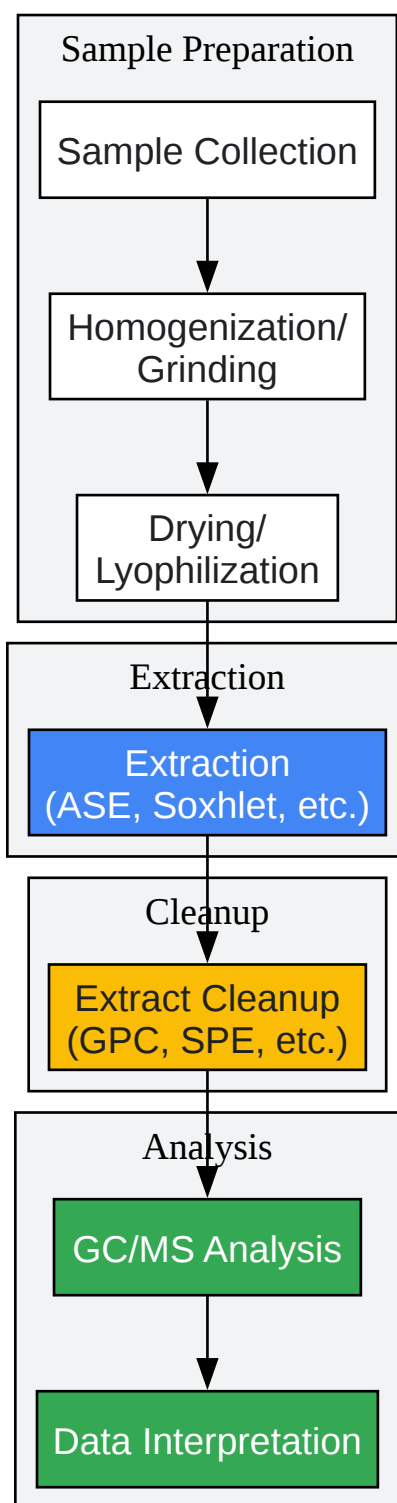 Sample Preparation
Sample Collection
Homogenization/
Grinding
Drying/
Lyophilization
Extraction
Extraction
(ASE, Soxhlet, etc.)
Cleanup
Extract Cleanup
(GPC, SPE, etc.)
Analysis
GC/MS Analysis
Data Interpretation